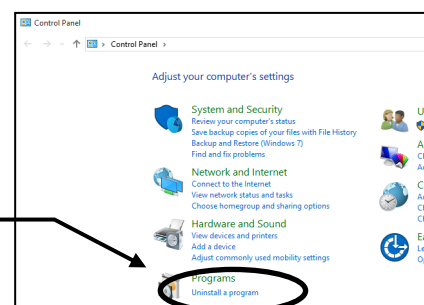 Control Panel
Control Panel
Adjust your computer's settings
System and Security
Review your computer's status
Save backup copies of your files with File History
Backup and Restore (Windows 7)
Find and fix problems
Network and Internet
Connect to the Internet
View network status and tasks
Choose homegroup and sharing options
Hardware and Sound
View devices and printers
Add a device
Adjust commonly used mobility settings
Programs
Uninstall a program